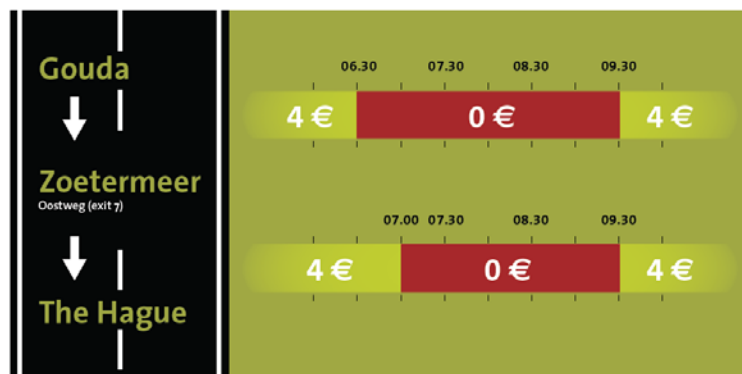 Gouda
Zoetermeer
Oostweg (exit 7)
The Hague
06.30 07.30 08.30 09.30
4 € 0 € 4 €
07.00 07.30 08.30 09.30
4 € 0 € 4 €